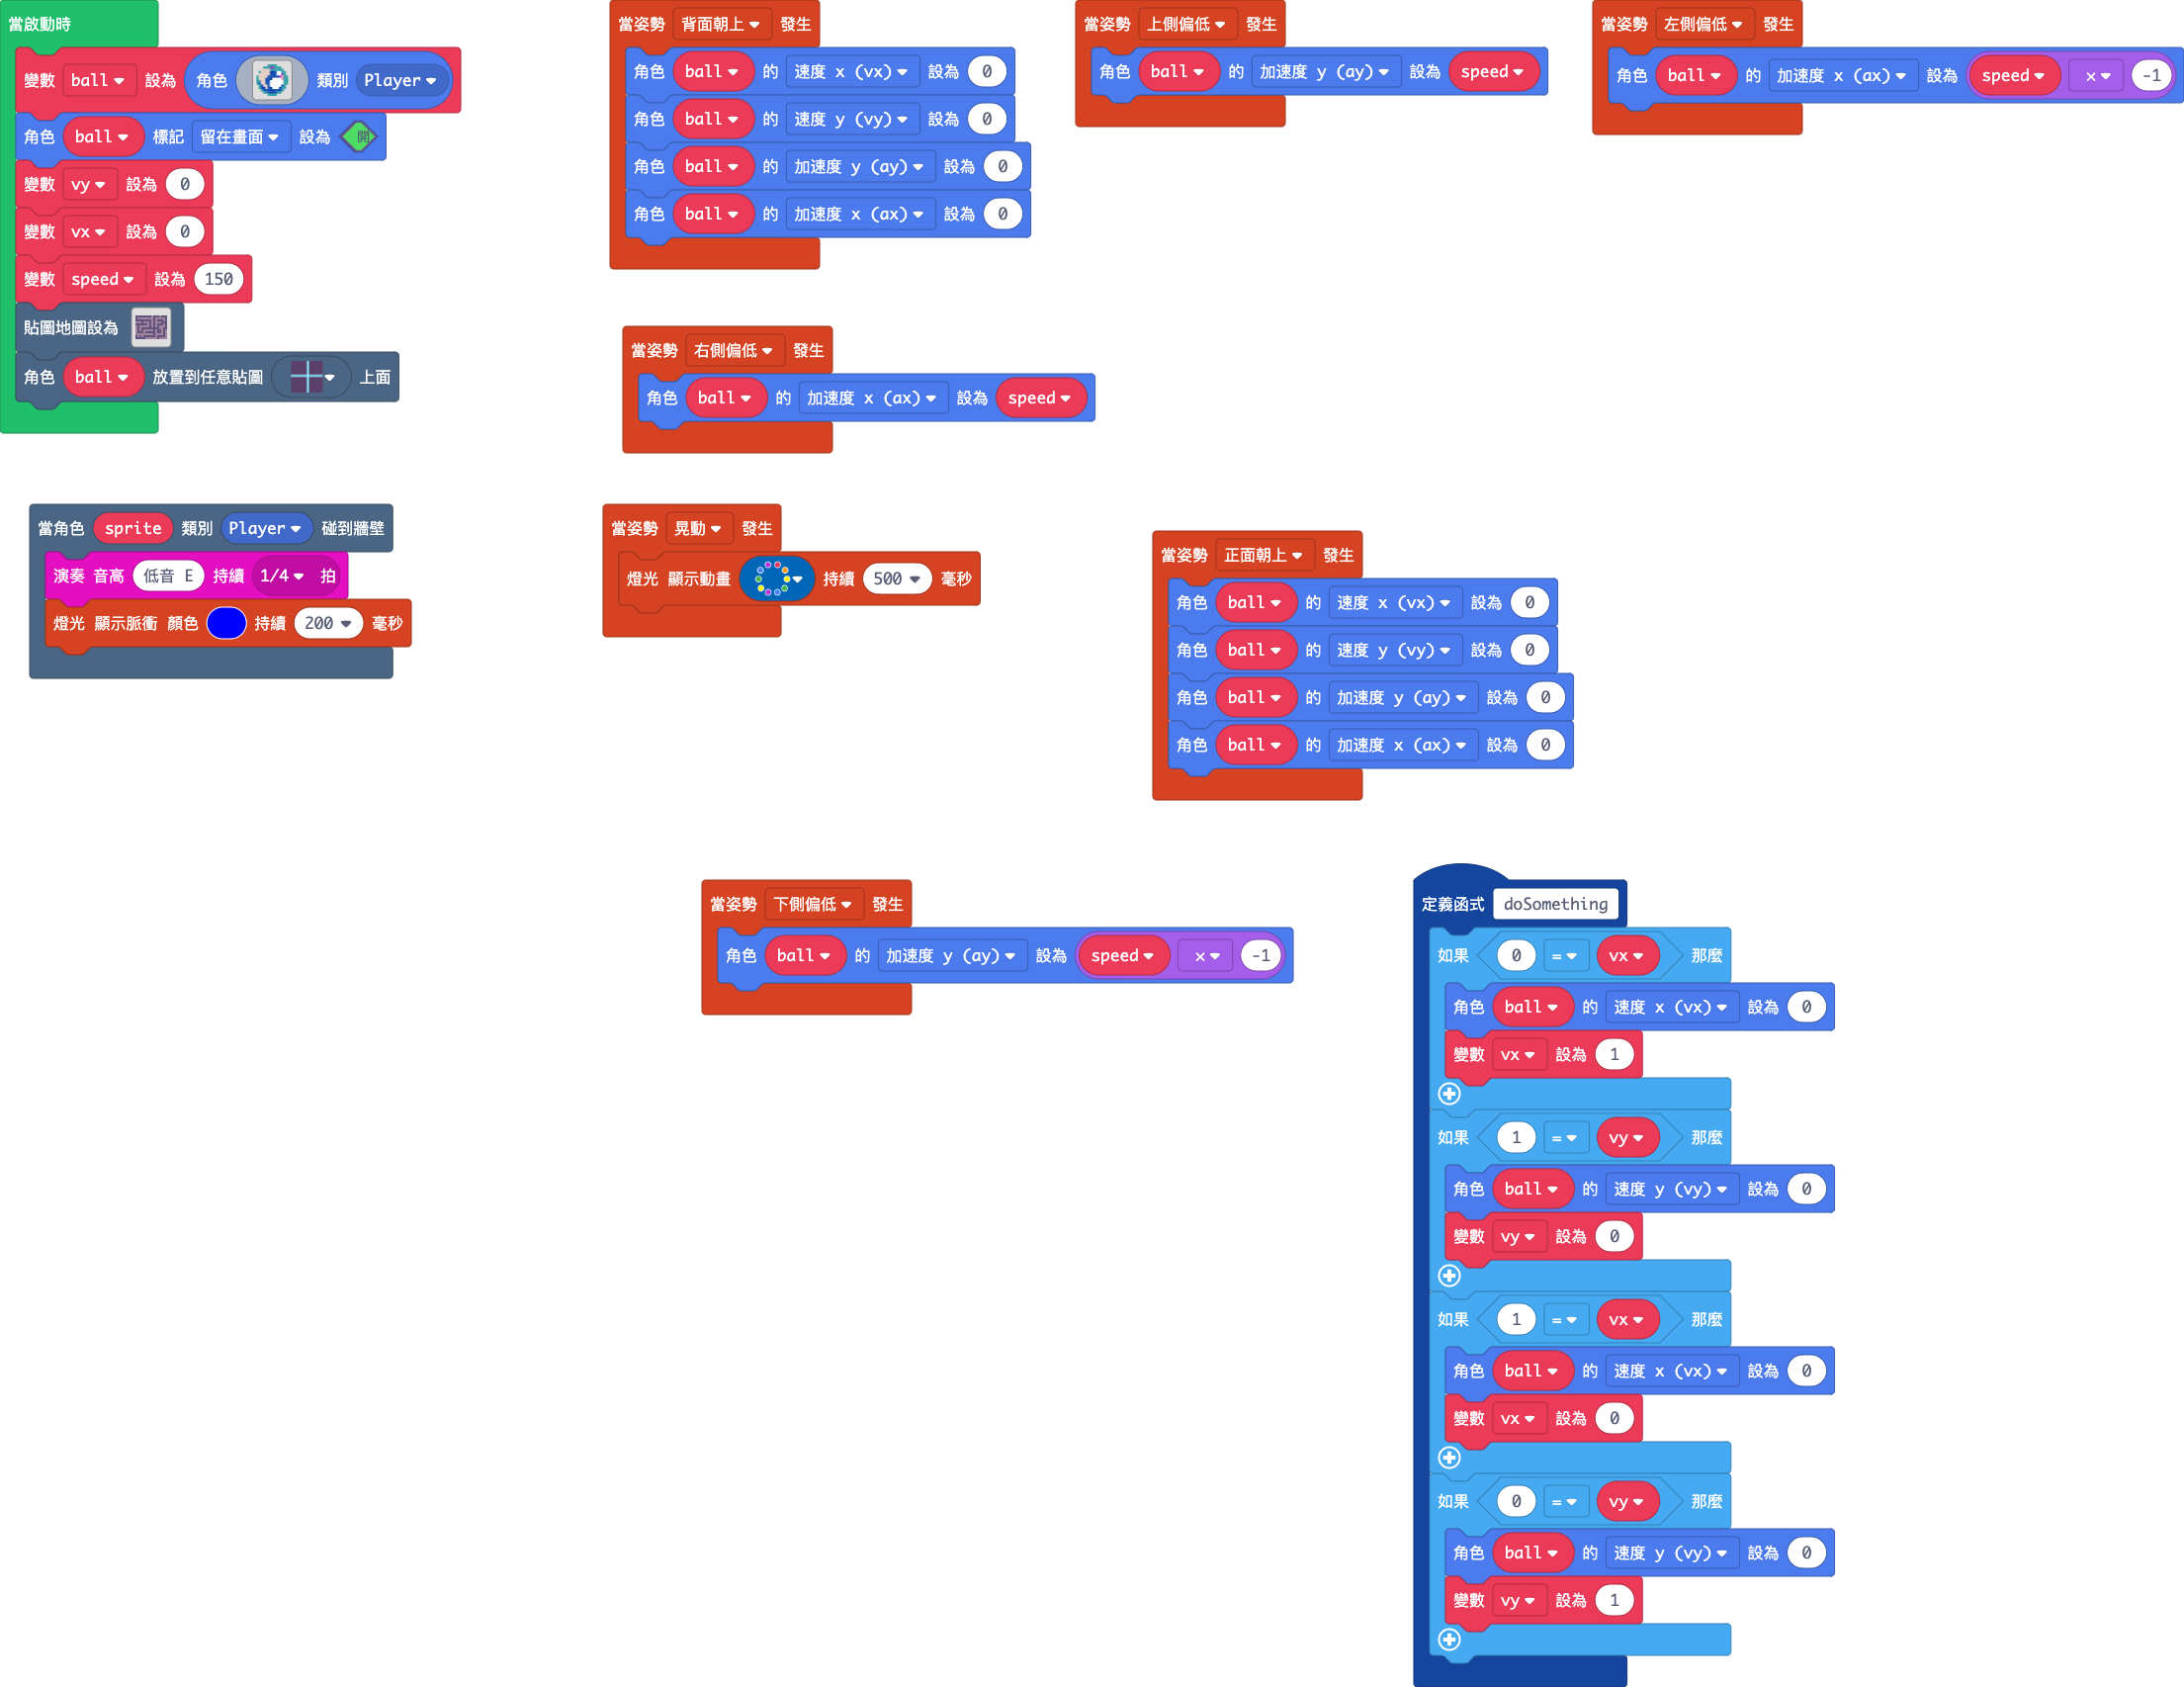 當啟動時
變數 ball 設為 角色 類別 Player
角色 ball 標記 留在畫面 設為 開
變數 vy 設為 0
變數 vx 設為 0
變數 speed 設為 150
貼圖地圖設為
角色 ball 放置到任意貼圖 上面
當姿勢 背面朝上 發生
角色 ball 的 速度 x (vx) 設為 0
角色 ball 的 速度 y (vy) 設為 0
角色 ball 的 加速度 y (ay) 設為 0
角色 ball 的 加速度 x (ax) 設為 0
當姿勢 上側偏低 發生
角色 ball 的 加速度 y (ay) 設為 speed
當姿勢 左側偏低 發生
角色 ball 的 加速度 x (ax) 設為 speed × -1
當姿勢 右側偏低 發生
角色 ball 的 加速度 x (ax) 設為 speed
當角色 sprite 類別 Player 碰到牆壁
演奏 音高 低音 E 持續 1/4 拍
燈光 顯示脈衝 顏色 持續 200 毫秒
當姿勢 晃動 發生
燈光 顯示動畫 持續 500 毫秒
當姿勢 正面朝上 發生
角色 ball 的 速度 x (vx) 設為 0
角色 ball 的 速度 y (vy) 設為 0
角色 ball 的 加速度 y (ay) 設為 0
角色 ball 的 加速度 x (ax) 設為 0
當姿勢 下側偏低 發生
角色 ball 的 加速度 y (ay) 設為 speed × -1
定義函式 doSomething
如果 0 = vx 那麼
角色 ball 的 速度 x (vx) 設為 0
變數 vx 設為 1
如果 1 = vy 那麼
角色 ball 的 速度 y (vy) 設為 0
變數 vy 設為 0
如果 1 = vx 那麼
角色 ball 的 速度 x (vx) 設為 0
變數 vx 設為 0
如果 0 = vy 那麼
角色 ball 的 速度 y (vy) 設為 0
變數 vy 設為 1